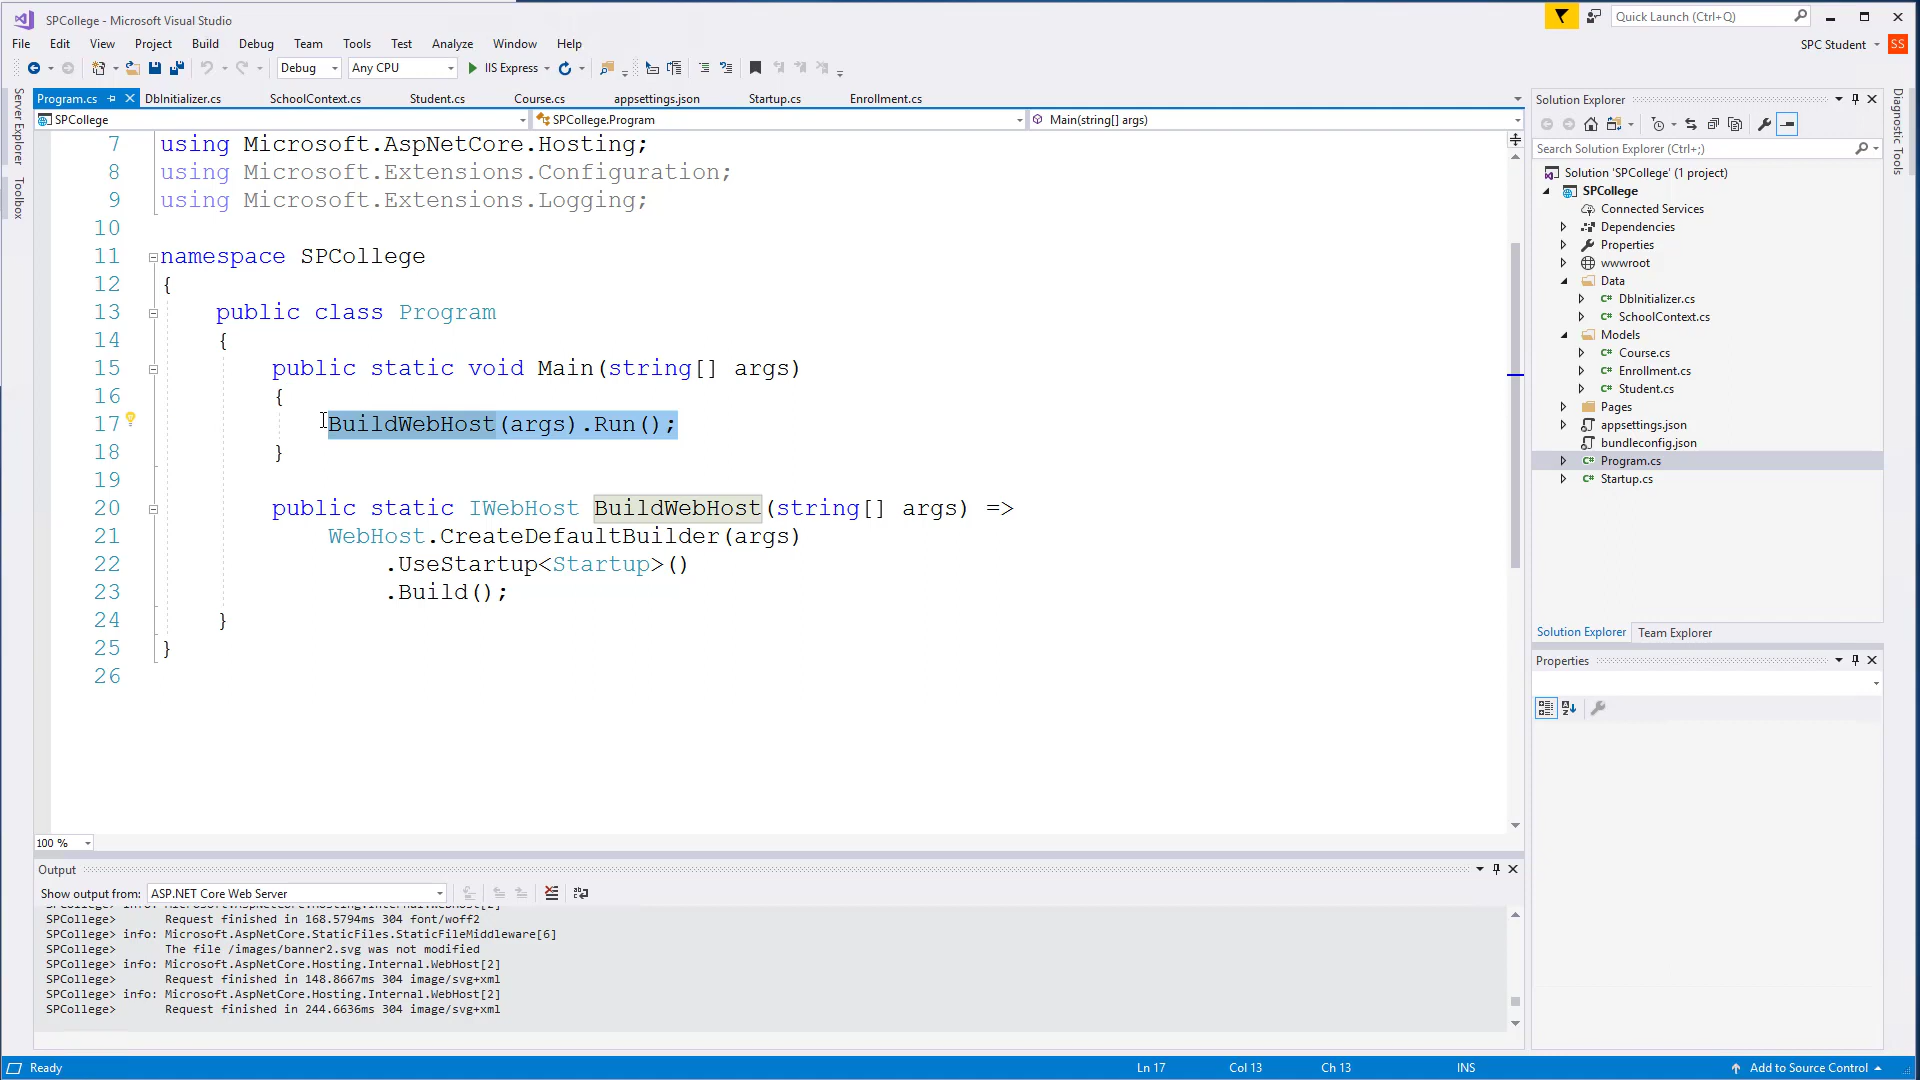 SPCollege - Microsoft Visual Studio
Quick Launch (Ctrl+Q)
File Edit View Project Build Debug Team Tools Test Analyze Window Help
SPC Student SS
Debug Any CPU IIS Express
Server Explorer
Toolbox
Program.cs DbInitializer.cs SchoolContext.cs Student.cs Course.cs appsettings.json Startup.cs Enrollment.cs
SPCollege SPCollege.Program Main(string[] args)
7 using Microsoft.AspNetCore.Hosting;
8 using Microsoft.Extensions.Configuration;
9 using Microsoft.Extensions.Logging;
10
11 namespace SPCollege
12 {
13 public class Program
14 {
15 public static void Main(string[] args)
16 {
17 BuildWebHost(args).Run();
18 }
19
20 public static IWebHost BuildWebHost(string[] args) =>
21 WebHost.CreateDefaultBuilder(args)
22 .UseStartup<Startup>()
23 .Build();
24 }
25 }
26
100 %
Output
Show output from: ASP.NET Core Web Server
SPCollege> info: Microsoft.AspNetCore.Hosting.Internal.WebHost[2]
SPCollege> Request finished in 168.5794ms 304 font/woff2
SPCollege> info: Microsoft.AspNetCore.StaticFiles.StaticFileMiddleware[6]
SPCollege> The file /images/banner2.svg was not modified
SPCollege> info: Microsoft.AspNetCore.Hosting.Internal.WebHost[2]
SPCollege> Request finished in 148.8667ms 304 image/svg+xml
SPCollege> info: Microsoft.AspNetCore.Hosting.Internal.WebHost[2]
SPCollege> Request finished in 244.6636ms 304 image/svg+xml
Solution Explorer
Search Solution Explorer (Ctrl+;)
Solution 'SPCollege' (1 project)
SPCollege
Connected Services
Dependencies
Properties
wwwroot
Data
C# DbInitializer.cs
C# SchoolContext.cs
Models
C# Course.cs
C# Enrollment.cs
C# Student.cs
Pages
appsettings.json
bundleconfig.json
C# Program.cs
C# Startup.cs
Solution Explorer Team Explorer
Properties
Diagnostic Tools
Ready Ln 17 Col 13 Ch 13 INS Add to Source Control